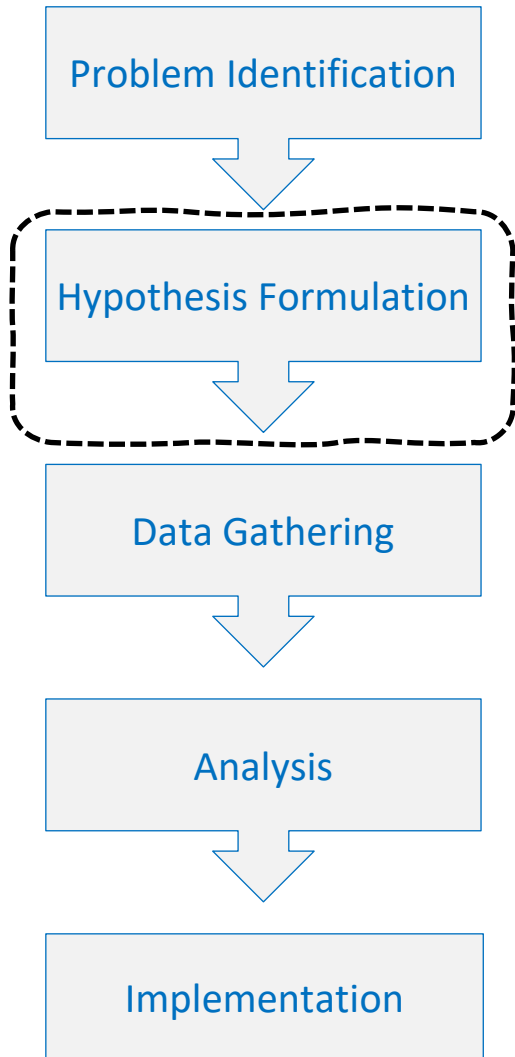 Problem Identification
Hypothesis Formulation
Data Gathering
Analysis
Implementation